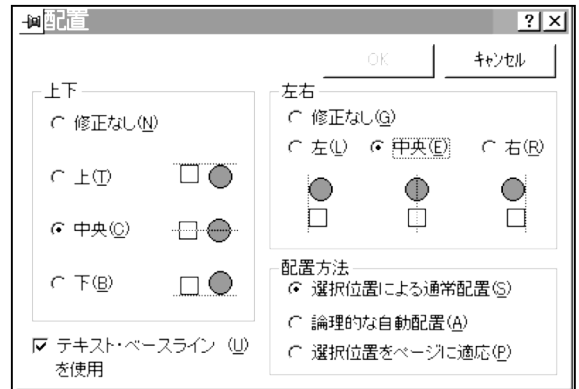 配置
OK
キャンセル
上下
修正なし(N)
上(T)
中央(C)
下(B)
テキスト・ベースライン (U)
を使用
左右
修正なし(G)
左(L) 中央(E) 右(R)
配置方法
選択位置による通常配置(S)
論理的な自動配置(A)
選択位置をページに適応(P)